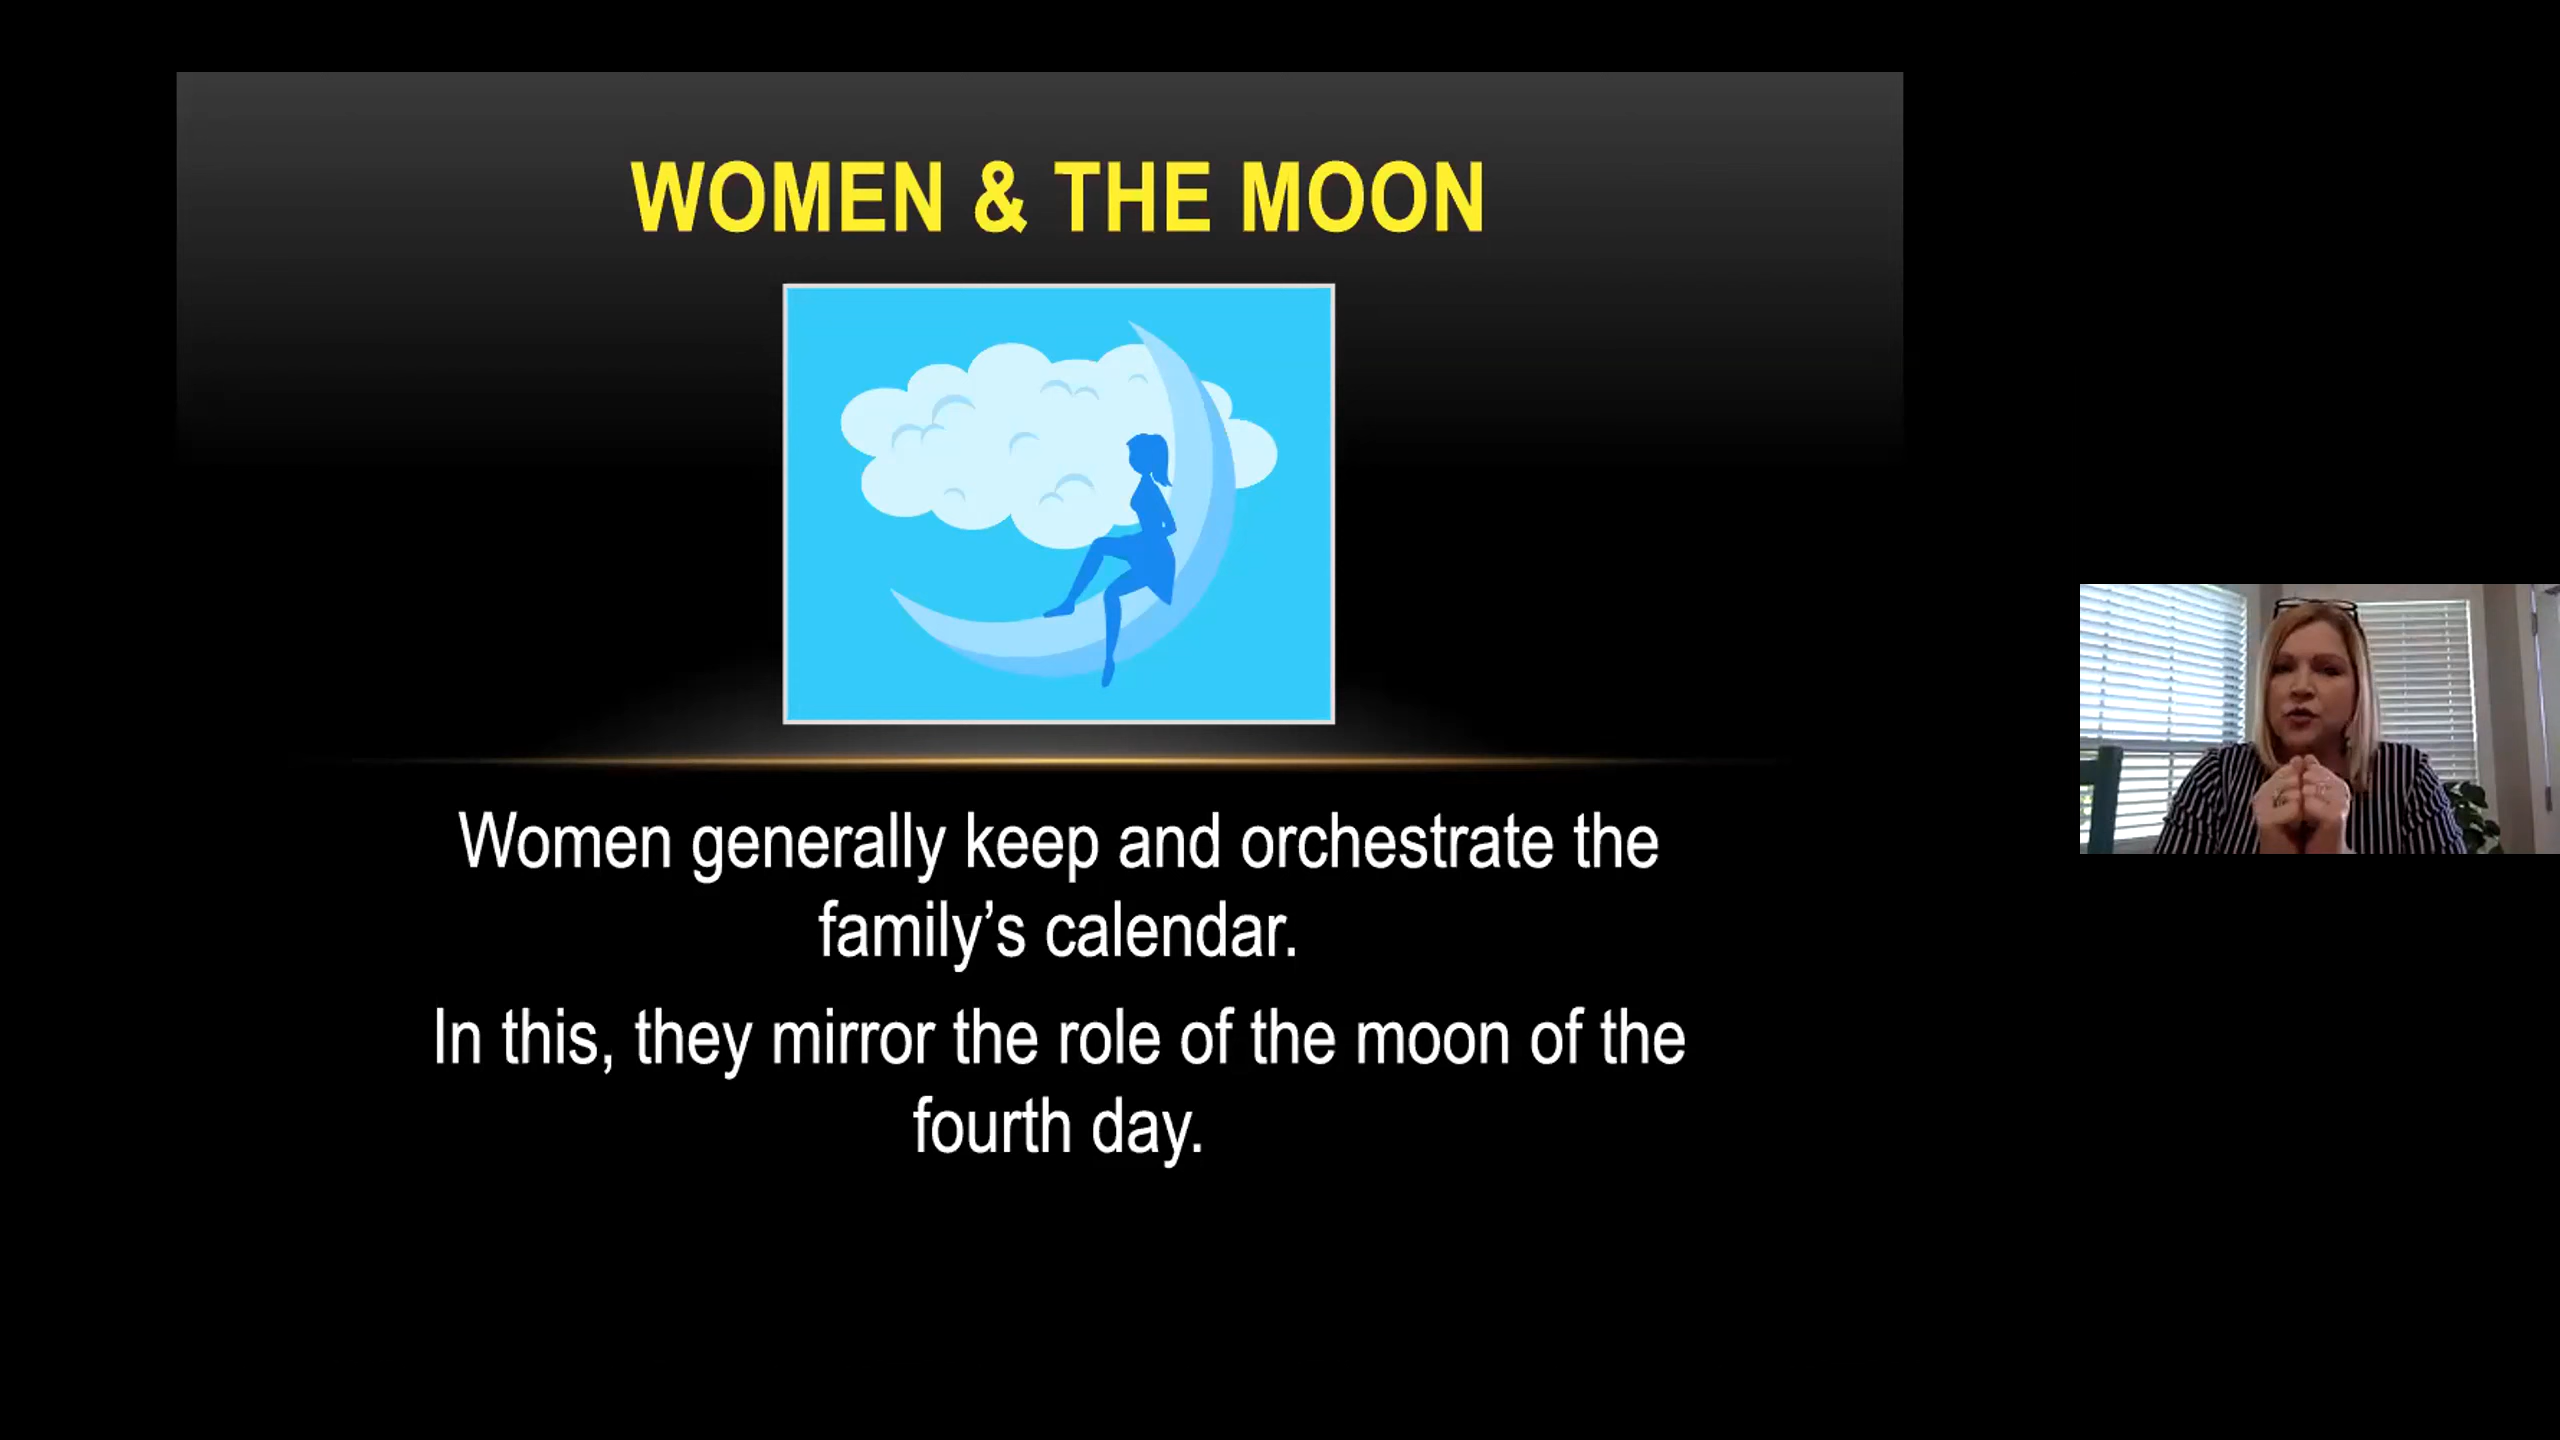 WOMEN & THE MOON
Women generally keep and orchestrate the
family’s calendar.
In this, they mirror the role of the moon of the
fourth day.